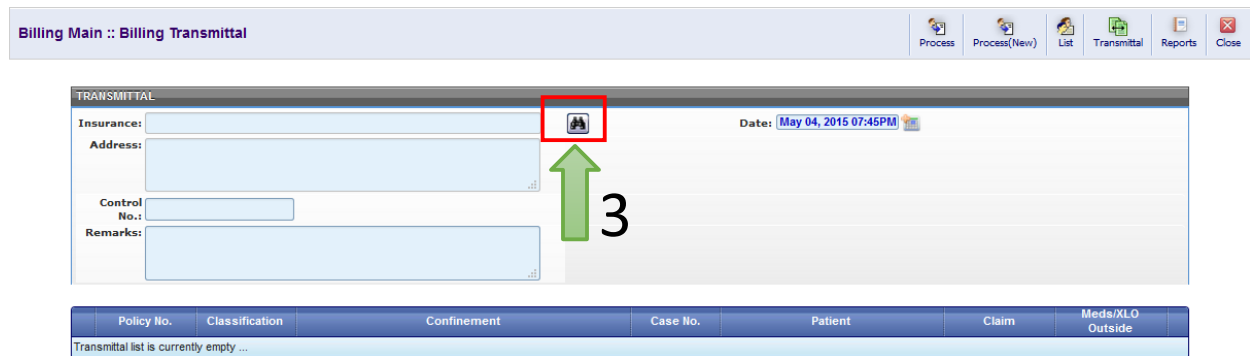 Billing Main :: Billing Transmittal
Process
Process(New)
List
Transmittal
Reports
Close
TRANSMITTAL
Insurance:
Date: May 04, 2015 07:45PM
Address:
3
Control
No.:
Remarks:
Policy No. Classification Confinement Case No. Patient Claim Meds/XLO
Outside
Transmittal list is currently empty ...